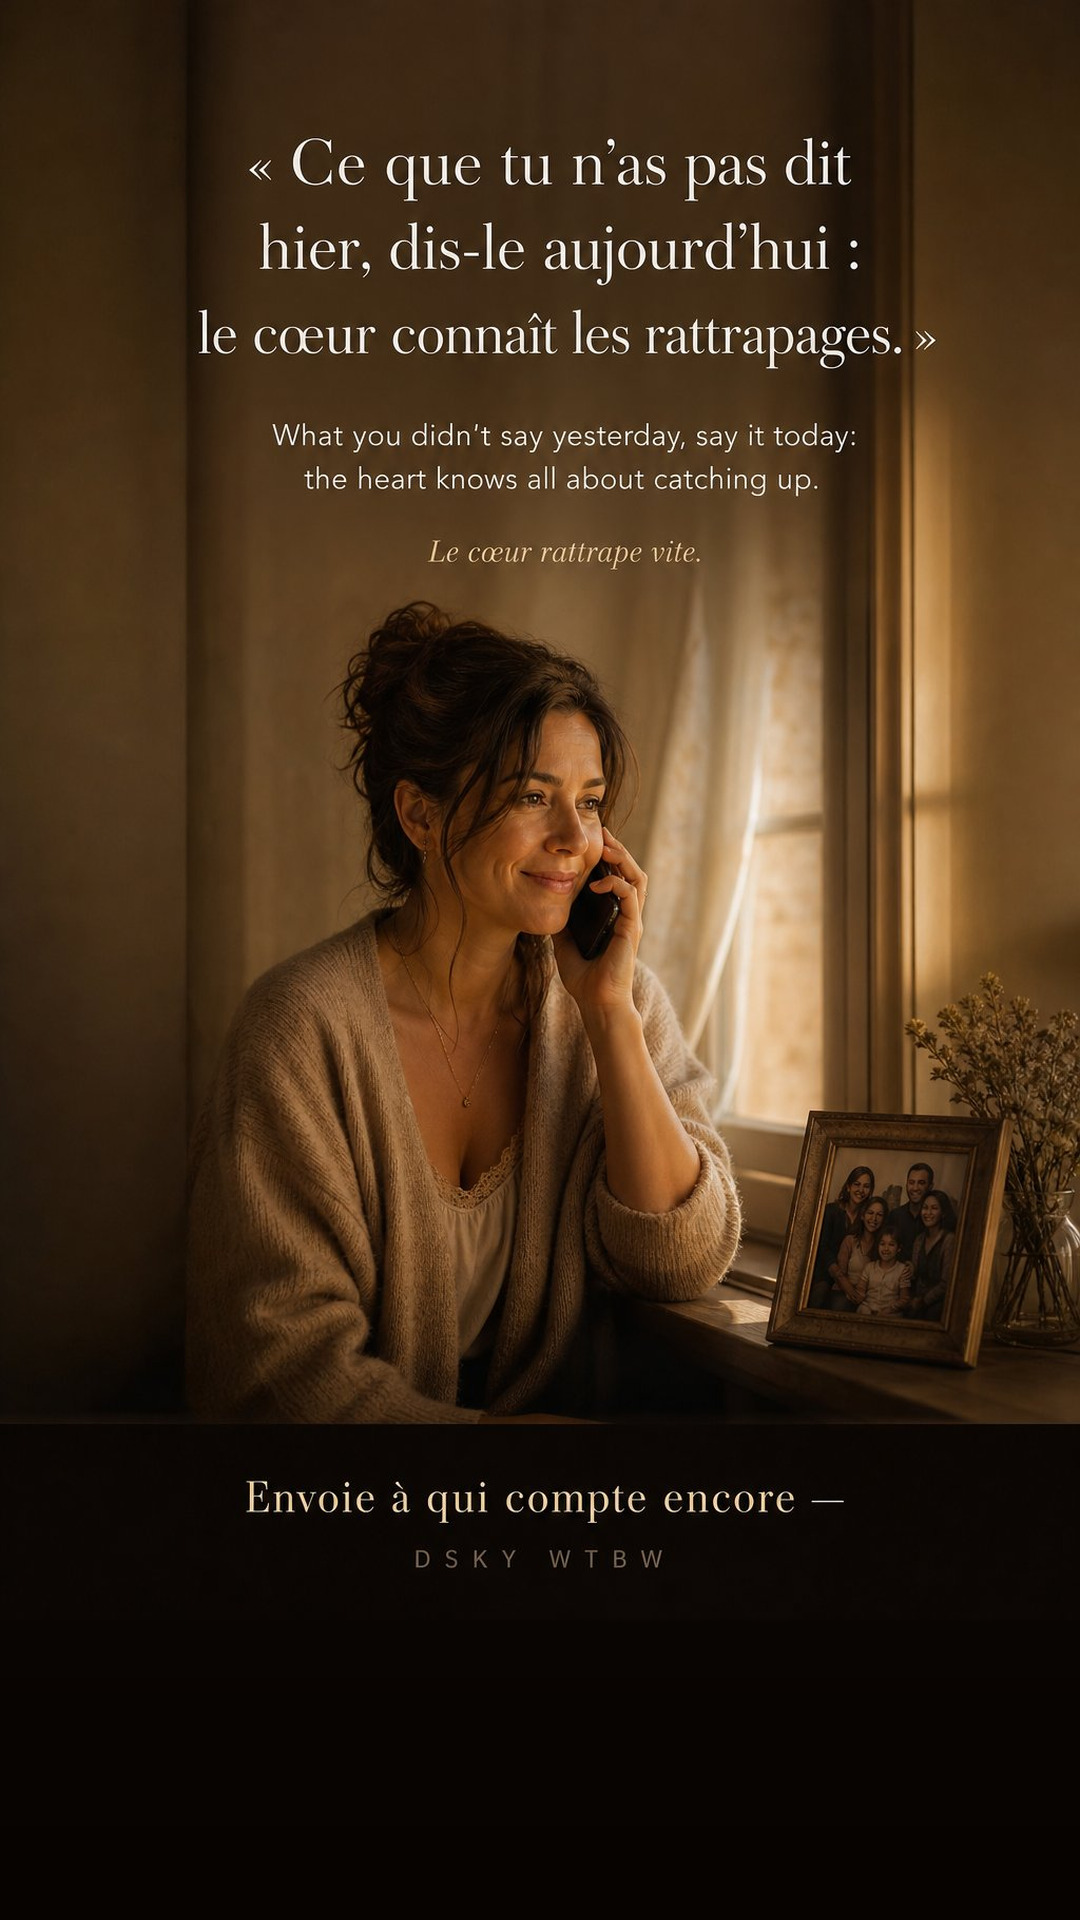 « Ce que tu n’as pas dit
hier, dis-le aujourd’hui :
le cœur connaît les rattrapages. »
What you didn’t say yesterday, say it today:
the heart knows all about catching up.
Le cœur rattrape vite.
Envoie à qui compte encore —
DSKY WTBW